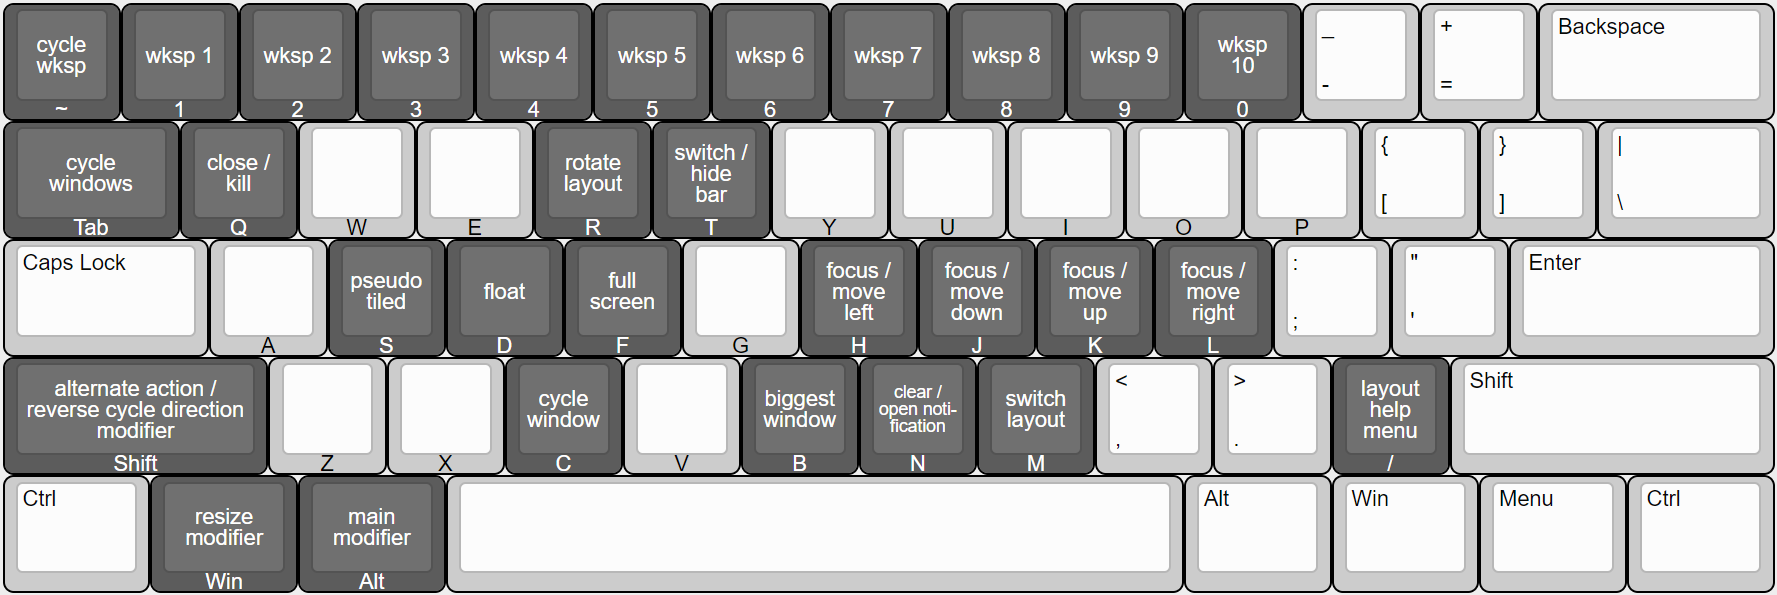 cycle
wksp
~
wksp 1
1
wksp 2
2
wksp 3
3
wksp 4
4
wksp 5
5
wksp 6
6
wksp 7
7
wksp 8
8
wksp 9
9
wksp
10
0
_
-
+
=
Backspace
cycle
windows
Tab
close /
kill
Q
W
E
rotate
layout
R
switch /
hide
bar
T
Y
U
I
O
P
{
[
}
]
|
\
Caps Lock
A
pseudo
tiled
S
float
D
full
screen
F
G
focus /
move
left
H
focus /
move
down
J
focus /
move
up
K
focus /
move
right
L
:
;
"
'
Enter
alternate action /
reverse cycle direction
modifier
Shift
Z
X
cycle
window
C
V
biggest
window
B
clear /
open noti-
fication
N
switch
layout
M
<
,
>
.
layout
help
menu
/
Shift
Ctrl
resize
modifier
Win
main
modifier
Alt
Alt
Win
Menu
Ctrl